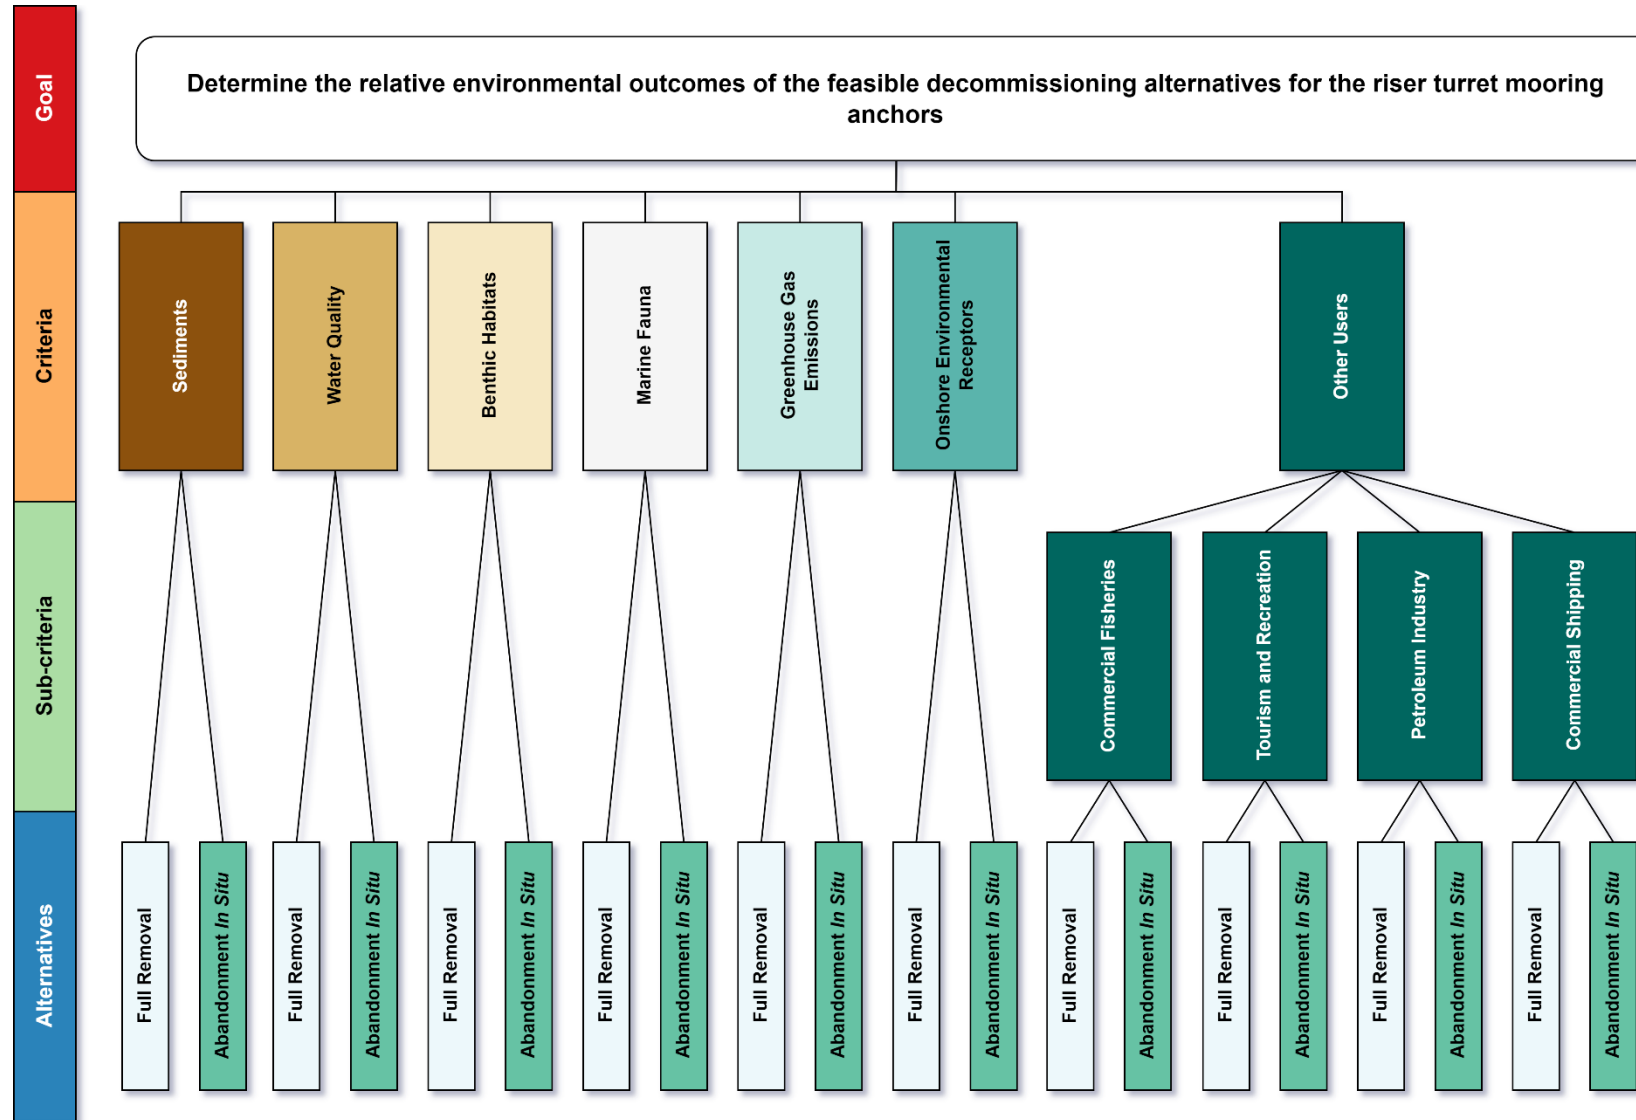 Goal
Determine the relative environmental outcomes of the feasible decommissioning alternatives for the riser turret mooring
anchors
Criteria
Sediments
Water Quality
Benthic Habitats
Marine Fauna
Greenhouse Gas
Emissions
Onshore Environmental
Receptors
Other Users
Sub-criteria
Commercial Fisheries
Tourism and Recreation
Petroleum Industry
Commercial Shipping
Alternatives
Full Removal
Abandonment In Situ
Full Removal
Abandonment In Situ
Full Removal
Abandonment In Situ
Full Removal
Abandonment In Situ
Full Removal
Abandonment In Situ
Full Removal
Abandonment In Situ
Full Removal
Abandonment In Situ
Full Removal
Abandonment In Situ
Full Removal
Abandonment In Situ
Full Removal
Abandonment In Situ